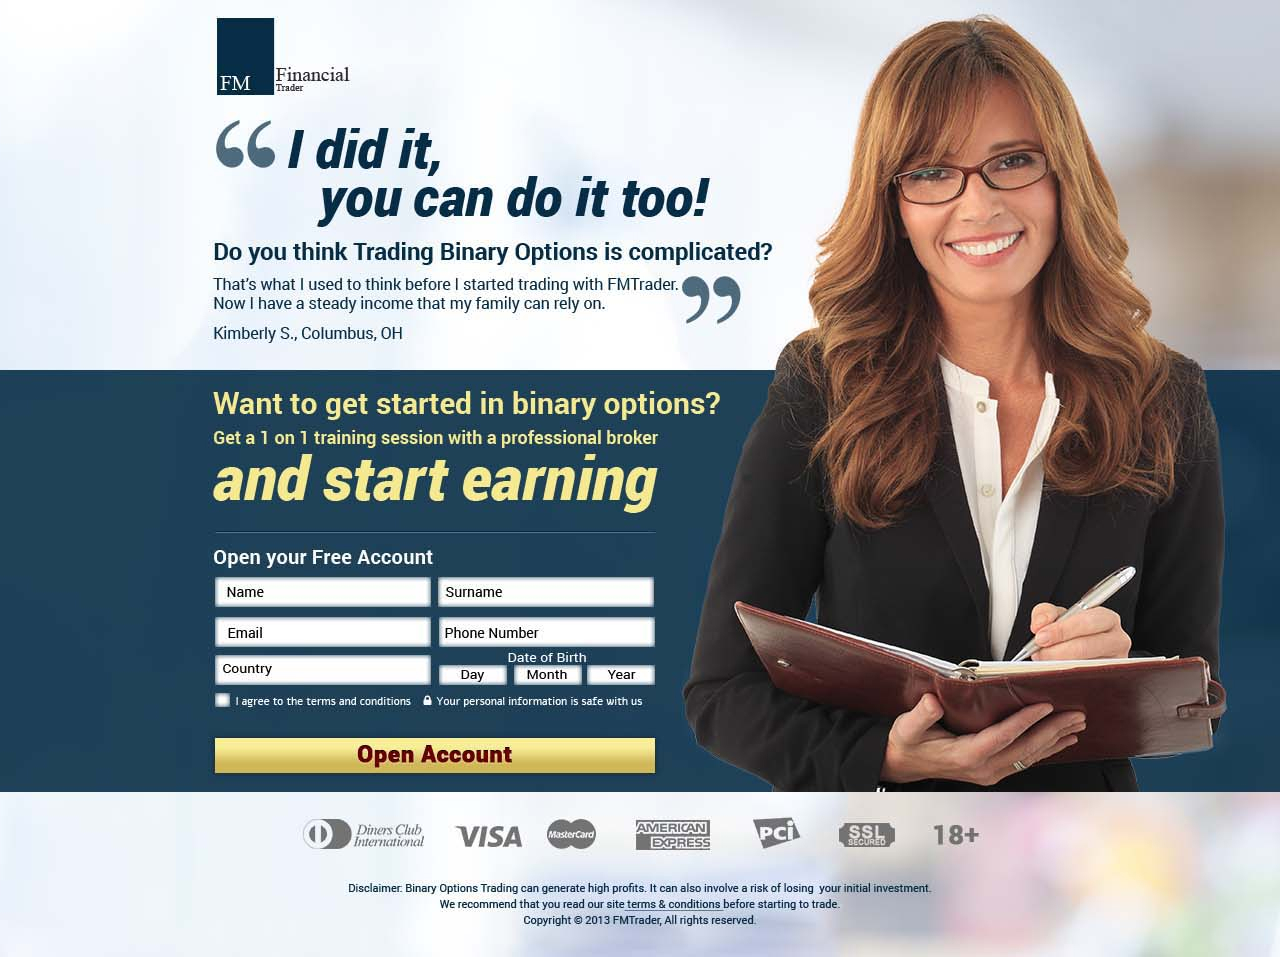 FM Financial
Trader
“ I did it,
you can do it too!
Do you think Trading Binary Options is complicated?
That’s what I used to think before I started trading with FMTrader.
Now I have a steady income that my family can rely on. ”
Kimberly S., Columbus, OH
Want to get started in binary options?
Get a 1 on 1 training session with a professional broker
and start earning
Open your Free Account
Name Surname
Email Phone Number
Date of Birth
Country Day Month Year
I agree to the terms and conditions Your personal information is safe with us
Open Account
Diners Club
International
VISA
MasterCard
AMERICAN
EXPRESS
PCi
SSL
SECURED
18+
Disclaimer: Binary Options Trading can generate high profits. It can also involve a risk of losing your initial investment.
We recommend that you read our site terms & conditions before starting to trade.
Copyright © 2013 FMTrader, All rights reserved.